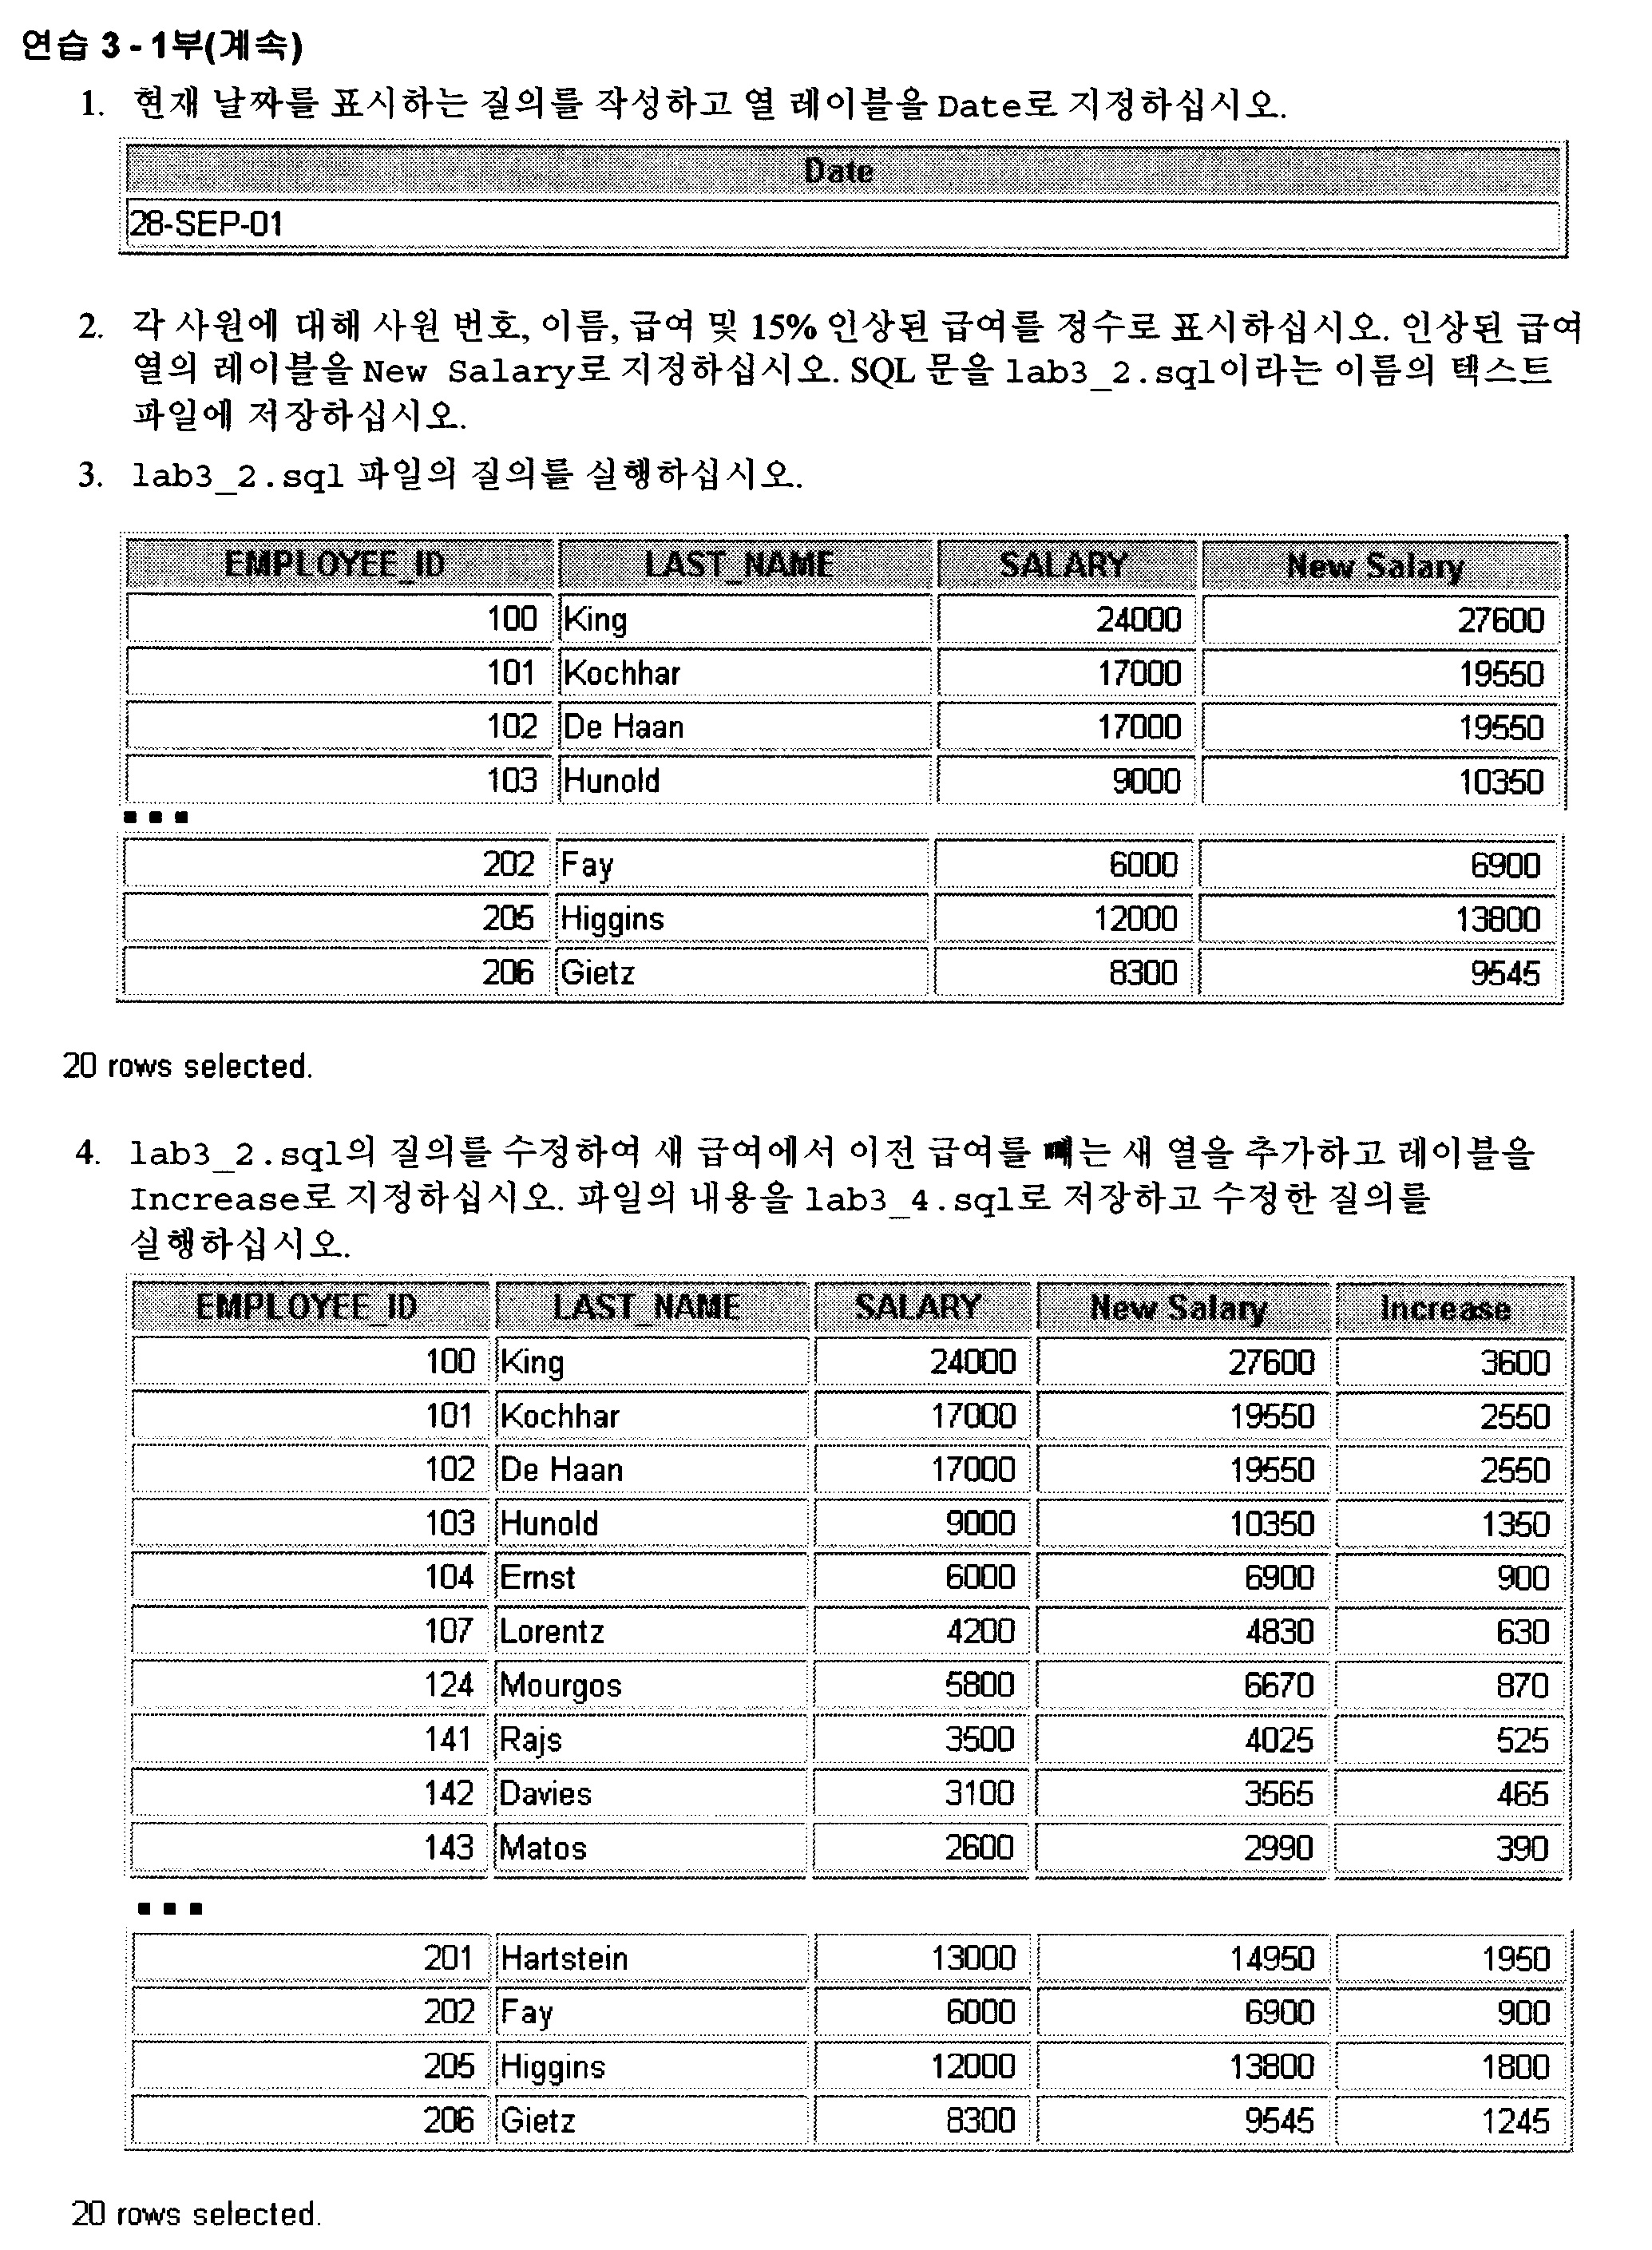 연습 3 - 1부(계속)
1. 현재 날짜를 표시하는 질의를 작성하고 열 레이블을 Date로 지정하십시오.
Date
28-SEP-01
2. 각 사원에 대해 사원 번호, 이름, 급여 및 15% 인상된 급여를 정수로 표시하십시오. 인상된 급여
열의 레이블을 New Salary로 지정하십시오. SQL 문을 lab3_2.sql이라는 이름의 텍스트
파일에 저장하십시오.
3. lab3_2.sql 파일의 질의를 실행하십시오.
EMPLOYEE_ID LAST_NAME SALARY New Salary
100 King 24000 27600
101 Kochhar 17000 19550
102 De Haan 17000 19550
103 Hunold 9000 10350
...
202 Fay 6000 6900
205 Higgins 12000 13800
206 Gietz 8300 9545
20 rows selected.
4. lab3_2.sql의 질의를 수정하여 새 급여에서 이전 급여를 빼는 새 열을 추가하고 레이블을
Increase로 지정하십시오. 파일의 내용을 lab3_4.sql로 저장하고 수정한 질의를
실행하십시오.
EMPLOYEE_ID LAST_NAME SALARY New Salary Increase
100 King 24000 27600 3600
101 Kochhar 17000 19550 2550
102 De Haan 17000 19550 2550
103 Hunold 9000 10350 1350
104 Ernst 6000 6900 900
107 Lorentz 4200 4830 630
124 Mourgos 5800 6670 870
141 Rajs 3500 4025 525
142 Davies 3100 3565 465
143 Matos 2600 2990 390
...
201 Hartstein 13000 14950 1950
202 Fay 6000 6900 900
205 Higgins 12000 13800 1800
206 Gietz 8300 9545 1245
20 rows selected.